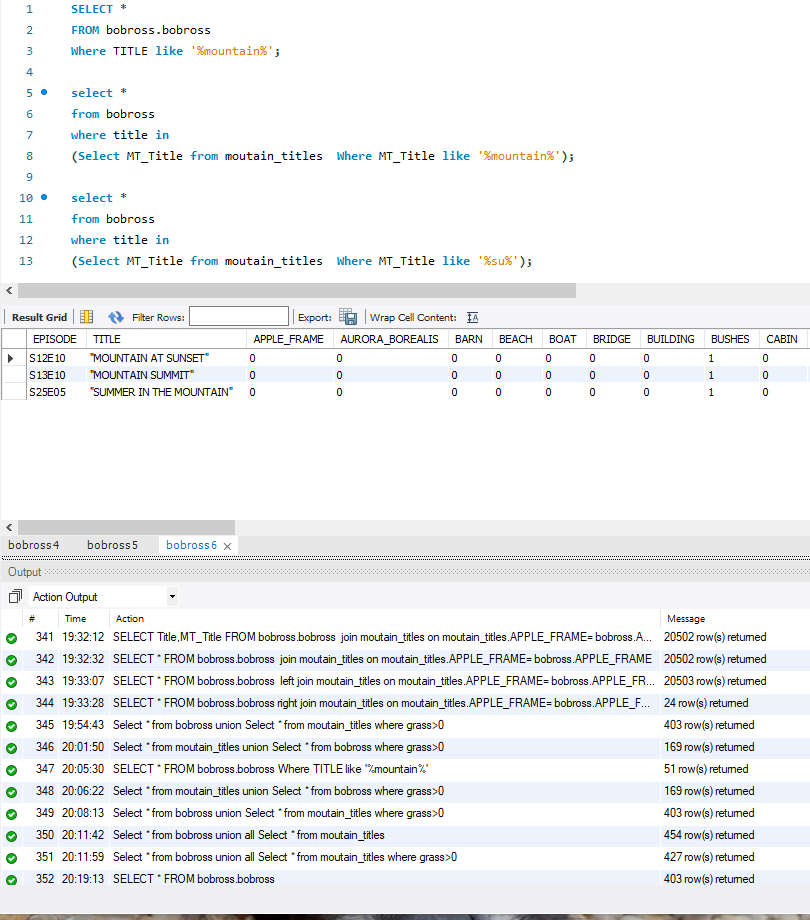 1 SELECT *
2 FROM bobross.bobross
3 Where TITLE like '%mountain%';
4
5 select *
6 from bobross
7 where title in
8 (Select MT_Title from moutain_titles  Where MT_Title like '%mountain%');
9
10 select *
11 from bobross
12 where title in
13 (Select MT_Title from moutain_titles  Where MT_Title like '%su%');
Result Grid Filter Rows: Export: Wrap Cell Content:
EPISODE TITLE APPLE_FRAME AURORA_BOREALIS BARN BEACH BOAT BRIDGE BUILDING BUSHES CABIN
S12E10 "MOUNTAIN AT SUNSET" 0 0 0 0 0 0 0 1 0
S13E10 "MOUNTAIN SUMMIT" 0 0 0 0 0 0 0 1 0
S25E05 "SUMMER IN THE MOUNTAIN" 0 0 0 0 0 0 0 1 0
bobross4 bobross5 bobross6
Output
Action Output
# Time Action Message
341 19:32:12 SELECT Title,MT_Title FROM bobross.bobross  join moutain_titles on moutain_titles.APPLE_FRAME= bobross.A... 20502 row(s) returned
342 19:32:32 SELECT * FROM bobross.bobross  join moutain_titles on moutain_titles.APPLE_FRAME= bobross.APPLE_FRAME 20502 row(s) returned
343 19:33:07 SELECT * FROM bobross.bobross  left join moutain_titles on moutain_titles.APPLE_FRAME= bobross.APPLE_FR... 20503 row(s) returned
344 19:33:28 SELECT * FROM bobross.bobross right join moutain_titles on moutain_titles.APPLE_FRAME= bobross.APPLE_F... 24 row(s) returned
345 19:54:43 Select * from bobross union Select * from moutain_titles where grass>0 403 row(s) returned
346 20:01:50 Select * from moutain_titles union Select * from bobross where grass>0 169 row(s) returned
347 20:05:30 SELECT * FROM bobross.bobross Where TITLE like '%mountain%' 51 row(s) returned
348 20:06:22 Select * from moutain_titles union Select * from bobross where grass>0 169 row(s) returned
349 20:08:13 Select * from bobross union Select * from moutain_titles where grass>0 403 row(s) returned
350 20:11:42 Select * from bobross union all Select * from moutain_titles 454 row(s) returned
351 20:11:59 Select * from bobross union all Select * from moutain_titles where grass>0 427 row(s) returned
352 20:19:13 SELECT * FROM bobross.bobross 403 row(s) returned